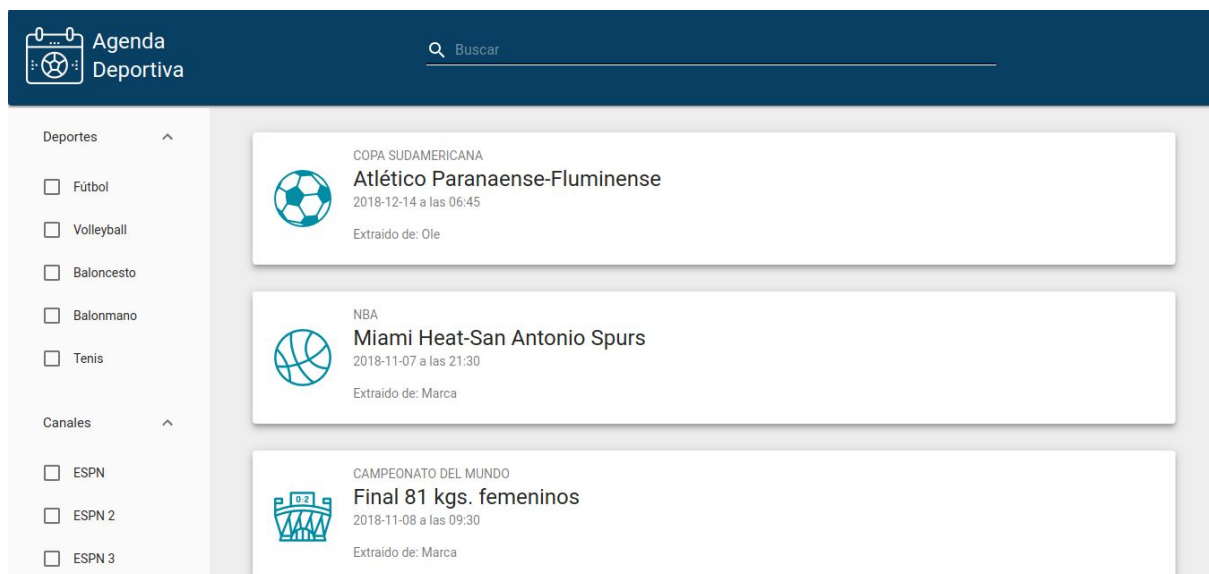 Agenda
Deportiva
Buscar
Deportes
Fútbol
Volleyball
Baloncesto
Balonmano
Tenis
Canales
ESPN
ESPN 2
ESPN 3
COPA SUDAMERICANA
Atlético Paranaense-Fluminense
2018-12-14 a las 06:45
Extraido de: Ole
NBA
Miami Heat-San Antonio Spurs
2018-11-07 a las 21:30
Extraido de: Marca
0:2
CAMPEONATO DEL MUNDO
Final 81 kgs. femeninos
2018-11-08 a las 09:30
Extraido de: Marca